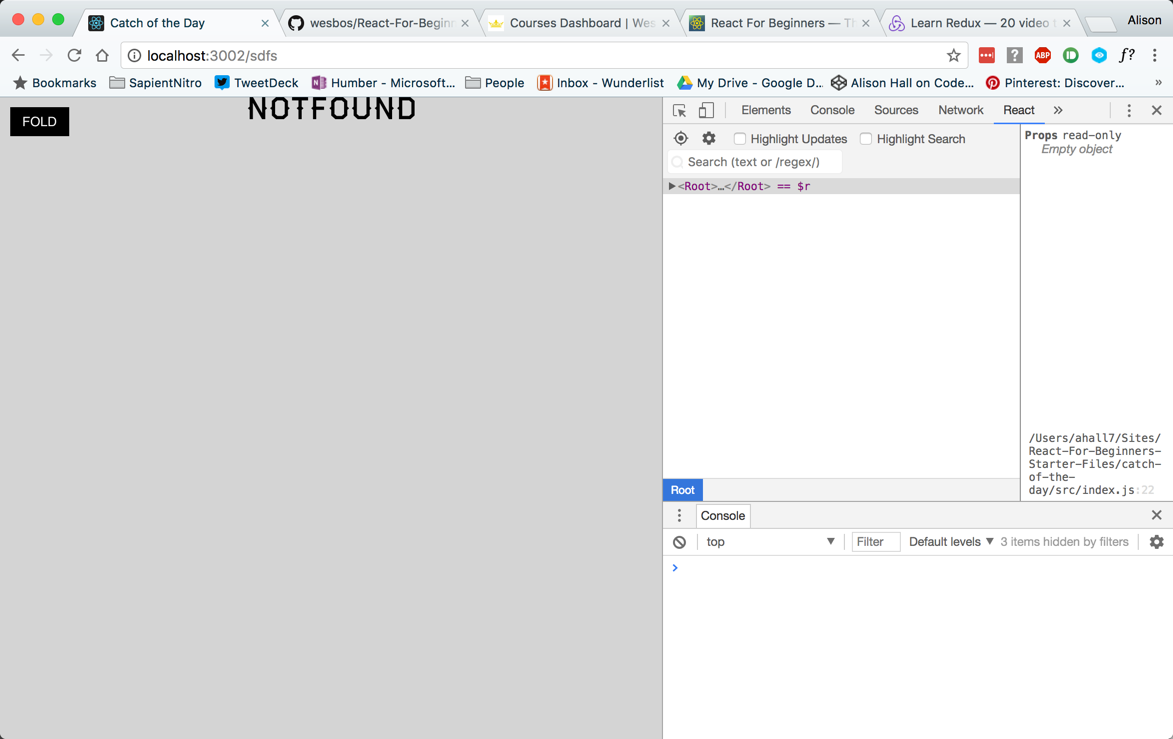 Catch of the Day
wesbos/React-For-Beginn
Courses Dashboard | Wes
React For Beginners — Th
Learn Redux — 20 video t
Alison
localhost:3002/sdfs
ABP
f?
Bookmarks
SapientNitro
TweetDeck
Humber - Microsoft...
People
Inbox - Wunderlist
My Drive - Google D...
Alison Hall on Code...
Pinterest: Discover...
»
FOLD
NOTFOUND
Elements
Console
Sources
Network
React
»
Highlight Updates
Highlight Search
Search (text or /regex/)
<Root>…</Root> == $r
Props read-only
Empty object
/Users/ahall7/Sites/
React-For-Beginners-
Starter-Files/catch-
of-the-
day/src/index.js:22
Root
Console
top
Filter
Default levels
3 items hidden by filters